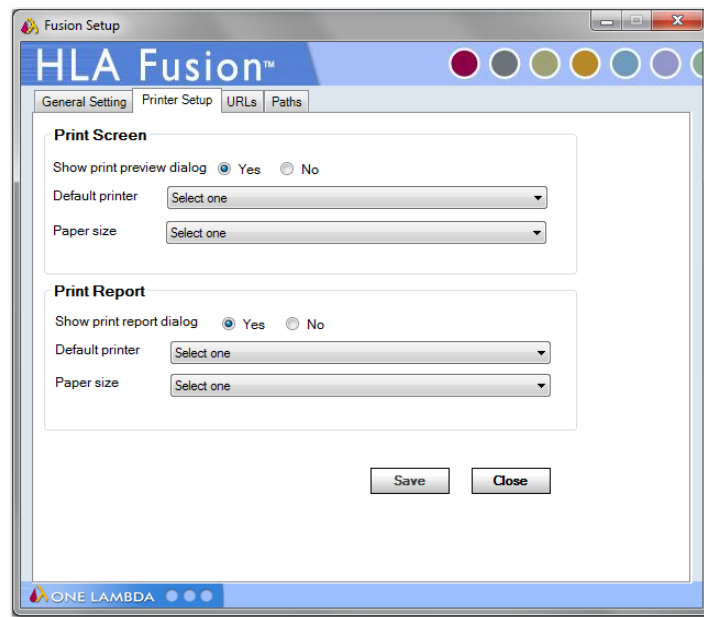 Fusion Setup
HLA Fusion™
General Setting Printer Setup URLs Paths
Print Screen
Show print preview dialog Yes No
Default printer Select one
Paper size Select one
Print Report
Show print report dialog Yes No
Default printer Select one
Paper size Select one
Save Close
ONE LAMBDA